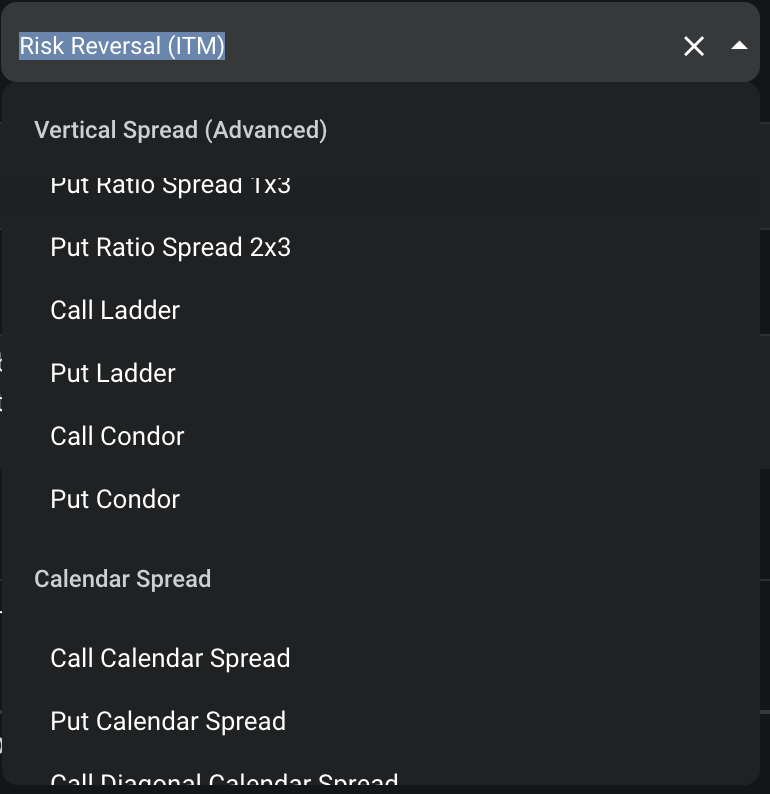 Risk Reversal (ITM)
Vertical Spread (Advanced)
Put Ratio Spread 1x3
Put Ratio Spread 2x3
Call Ladder
Put Ladder
Call Condor
Put Condor
Calendar Spread
Call Calendar Spread
Put Calendar Spread
Call Diagonal Calendar Spread